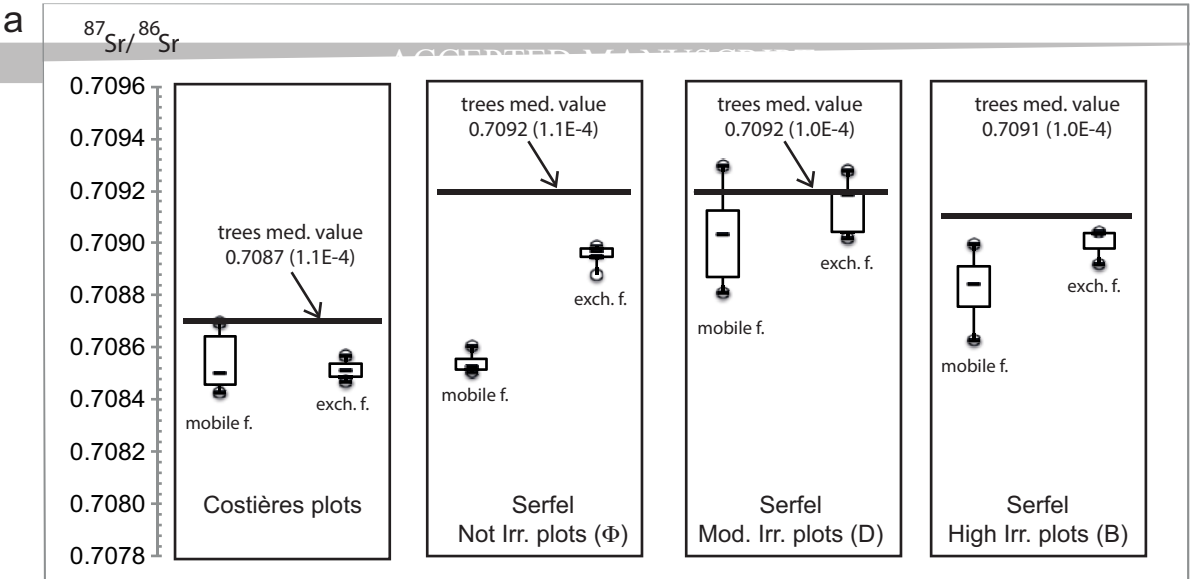 a
87Sr/86Sr
0.7096
0.7094
0.7092
0.7090
0.7088
0.7086
0.7084
0.7082
0.7080
0.7078
trees med. value
0.7087 (1.1E-4)
mobile f.
exch. f.
Costières plots
trees med. value
0.7092 (1.1E-4)
exch. f.
mobile f.
Serfel
Not Irr. plots (Φ)
trees med. value
0.7092 (1.0E-4)
exch. f.
mobile f.
Serfel
Mod. Irr. plots (D)
trees med. value
0.7091 (1.0E-4)
exch. f.
mobile f.
Serfel
High Irr. plots (B)